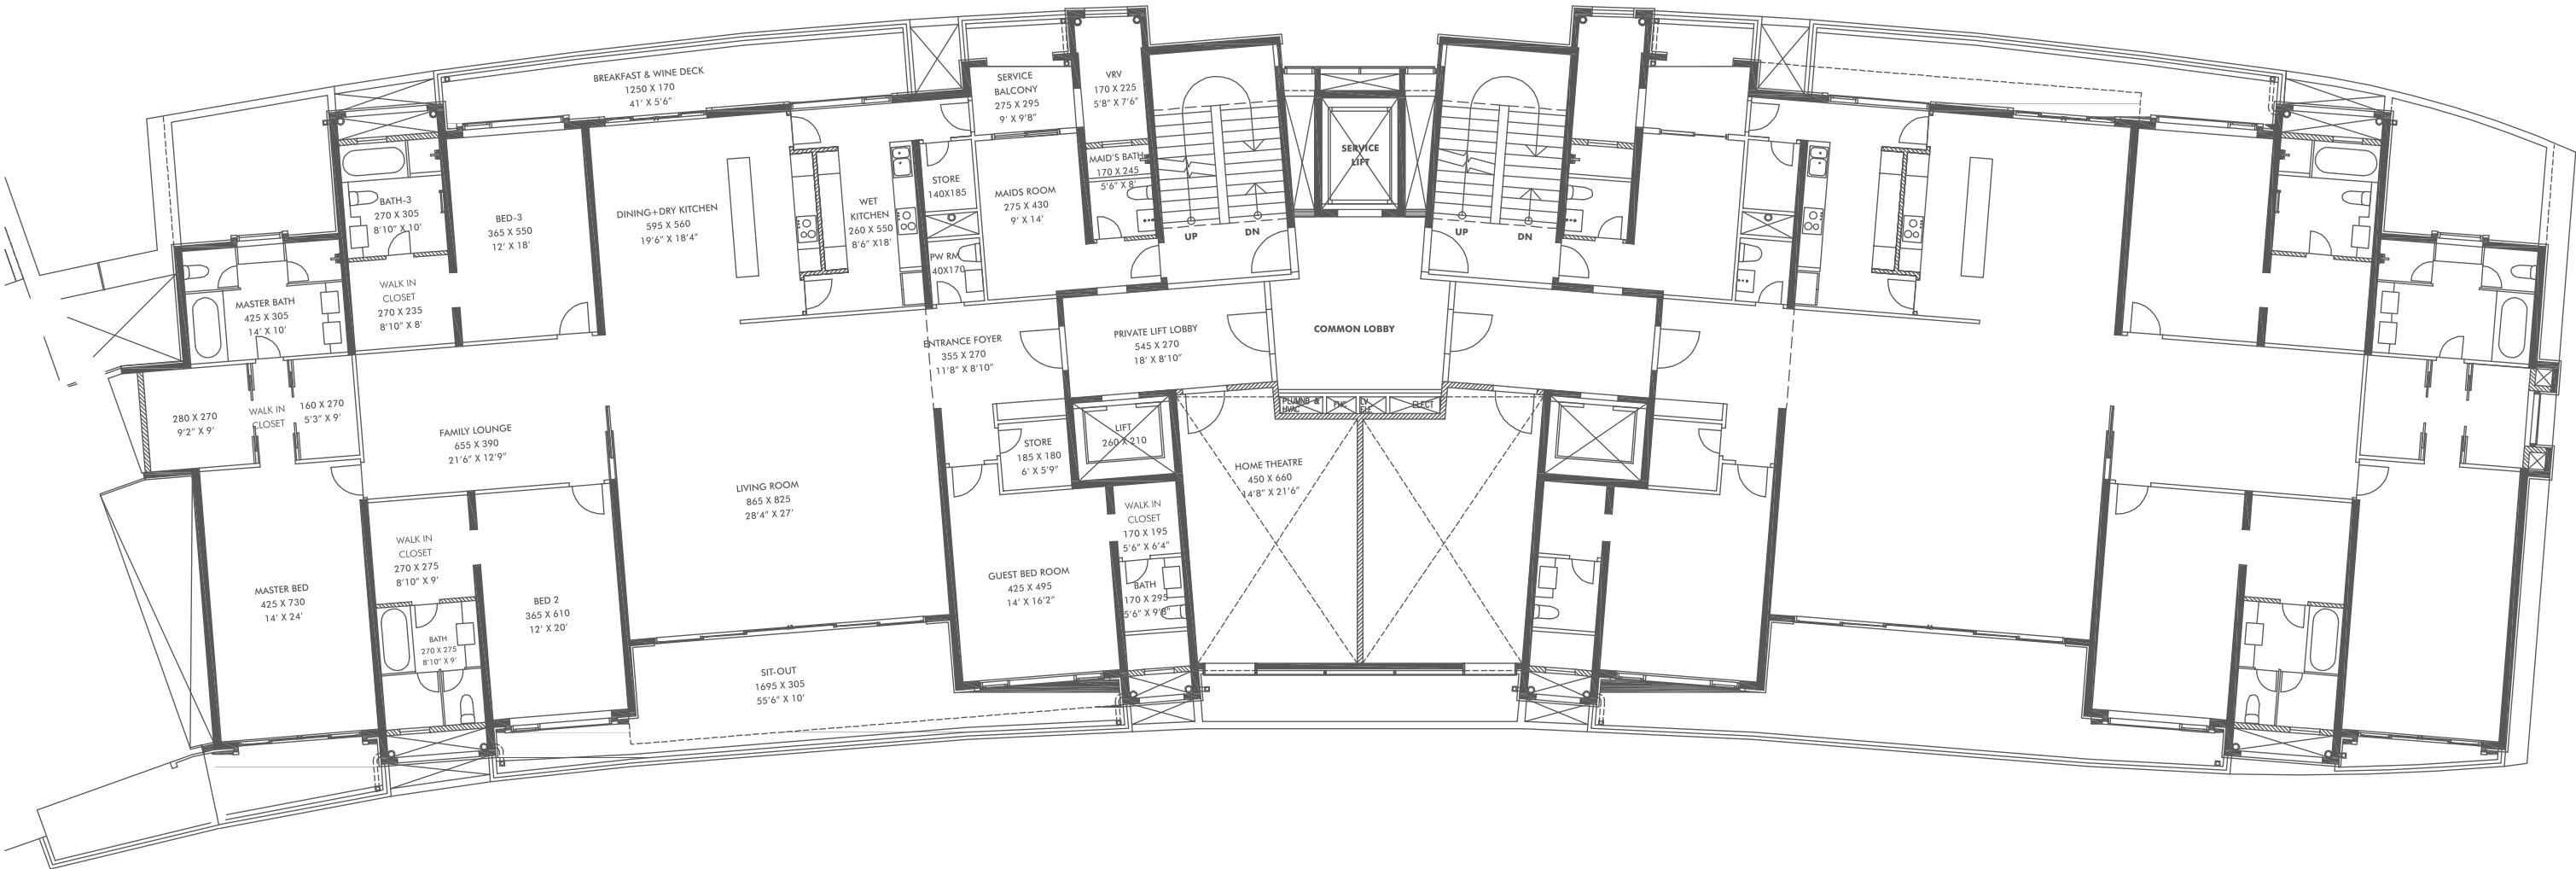 BREAKFAST & WINE DECK
1250 X 170
41' X 5'6"
SERVICE
BALCONY
275 X 295
9' X 9'8"
VRV
170 X 225
5'8" X 7'6"
MAID'S BATH
170 X 245
5'6" X 8'
STORE
140X185
MAIDS ROOM
275 X 430
9' X 14'
PW RM
40X170
WET
KITCHEN
260 X 550
8'6" X18'
DINING+DRY KITCHEN
595 X 560
19'6" X 18'4"
BED-3
365 X 550
12' X 18'
BATH-3
270 X 305
8'10" X 10'
WALK IN
CLOSET
270 X 235
8'10" X 8'
MASTER BATH
425 X 305
14' X 10'
280 X 270
9'2" X 9'
WALK IN
CLOSET
160 X 270
5'3" X 9'
FAMILY LOUNGE
655 X 390
21'6" X 12'9"
ENTRANCE FOYER
355 X 270
11'8" X 8'10"
PRIVATE LIFT LOBBY
545 X 270
18' X 8'10"
COMMON LOBBY
SERVICE
LIFT
UP
DN
UP
DN
PLUMNB &
HVAC
FHC
LV
ELE
ELECT
LIFT
260 X 210
STORE
185 X 180
6' X 5'9"
HOME THEATRE
450 X 660
14'8" X 21'6"
LIVING ROOM
865 X 825
28'4" X 27'
WALK IN
CLOSET
170 X 195
5'6" X 6'4"
BATH
170 X 295
5'6" X 9'8"
GUEST BED ROOM
425 X 495
14' X 16'2"
WALK IN
CLOSET
270 X 275
8'10" X 9'
MASTER BED
425 X 730
14' X 24'
BED 2
365 X 610
12' X 20'
BATH
270 X 275
8'10" X 9'
SIT-OUT
1695 X 305
55'6" X 10'